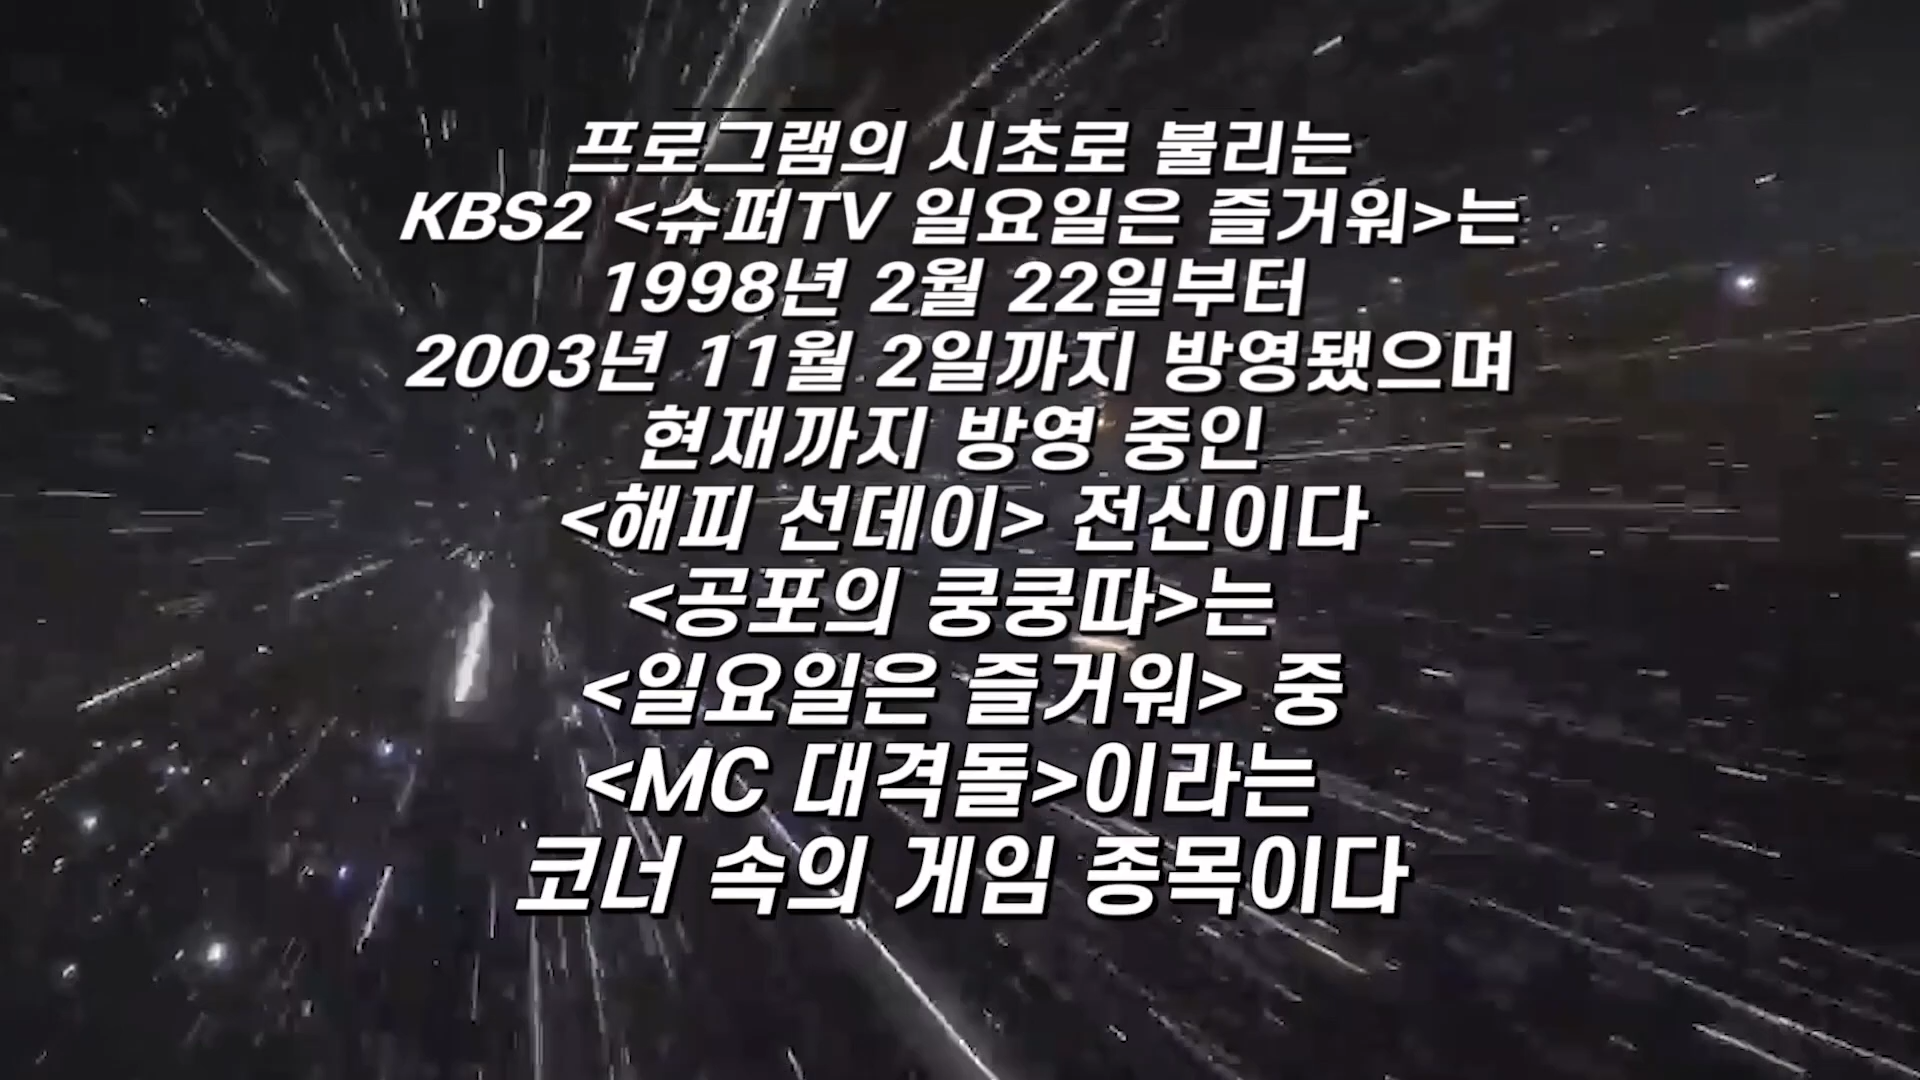 프로그램의 시초로 불리는
KBS2 <슈퍼TV 일요일은 즐거워>는
1998년 2월 22일부터
2003년 11월 2일까지 방영됐으며
현재까지 방영 중인
<해피 선데이> 전신이다
<공포의 쿵쿵따>는
<일요일은 즐거워> 중
<MC 대격돌>이라는
코너 속의 게임 종목이다